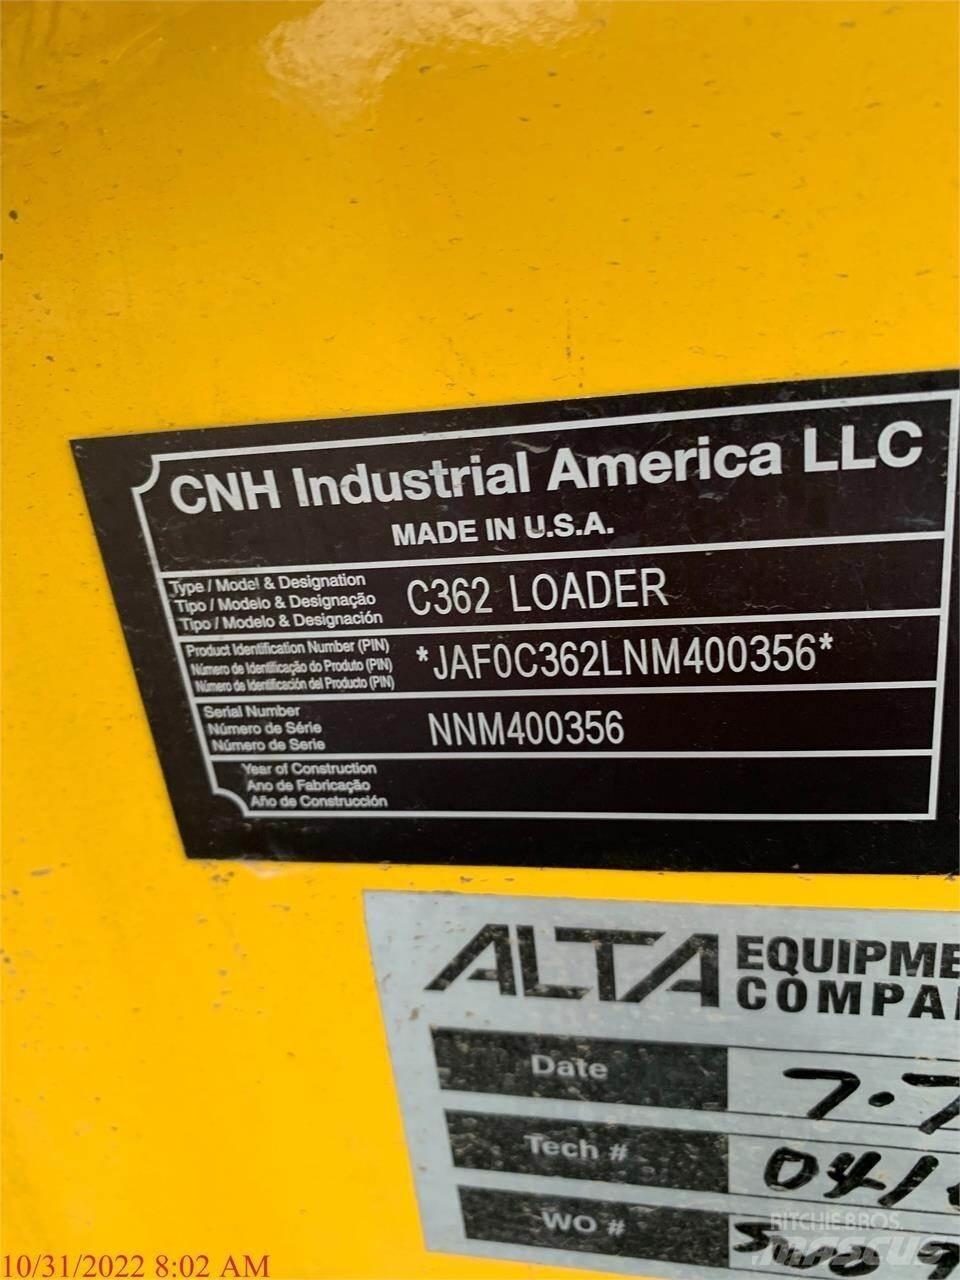 CNH Industrial America LLC
MADE IN U.S.A.
Type / Model & Designation
Tipo / Modelo & Designação
Tipo / Modelo & Designación
C362 LOADER
Product Identification Number (PIN)
Número de Identificação do Produto (PIN)
Número de Identificación del Producto (PIN)
*JAF0C362LNM400356*
Serial Number
Número de Série
Número de Serie
NNM400356
Year of Construction
Ano de Fabricação
Año de Construcción
ALTA EQUIPME
COMPA
Date 7.7
Tech # 041
WO #
RITCHIE BROS.
MASCUS
10/31/2022 8:02 AM